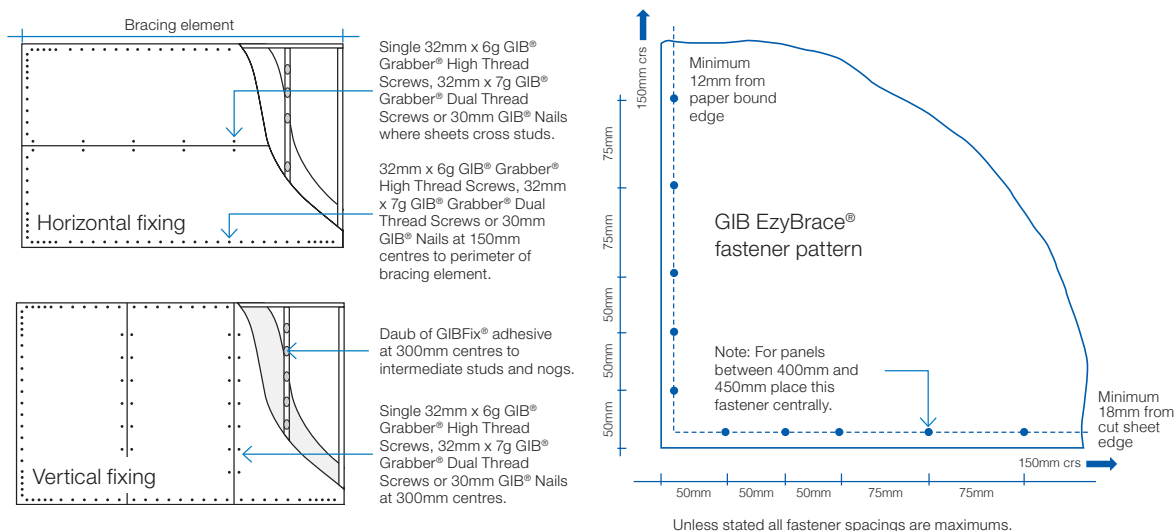 Bracing element
Single 32mm x 6g GIB®
Grabber® High Thread
Screws, 32mm x 7g GIB®
Grabber® Dual Thread
Screws or 30mm GIB® Nails
where sheets cross studs.
32mm x 6g GIB® Grabber®
High Thread Screws, 32mm
x 7g GIB® Grabber® Dual
Thread Screws or 30mm
GIB® Nails at 150mm
centres to perimeter of
bracing element.
Horizontal fixing
Daub of GIBFix® adhesive
at 300mm centres to
intermediate studs and nogs.
Single 32mm x 6g GIB®
Grabber® High Thread
Screws, 32mm x 7g GIB®
Grabber® Dual Thread
Screws or 30mm GIB® Nails
at 300mm centres.
Vertical fixing
150mm crs
Minimum
12mm from
paper bound
edge
75mm
75mm
50mm
50mm
50mm
GIB EzyBrace®
fastener pattern
Note: For panels
between 400mm and
450mm place this
fastener centrally.
Minimum
18mm from
cut sheet
edge
150mm crs
50mm
50mm
50mm
75mm
75mm
Unless stated all fastener spacings are maximums.